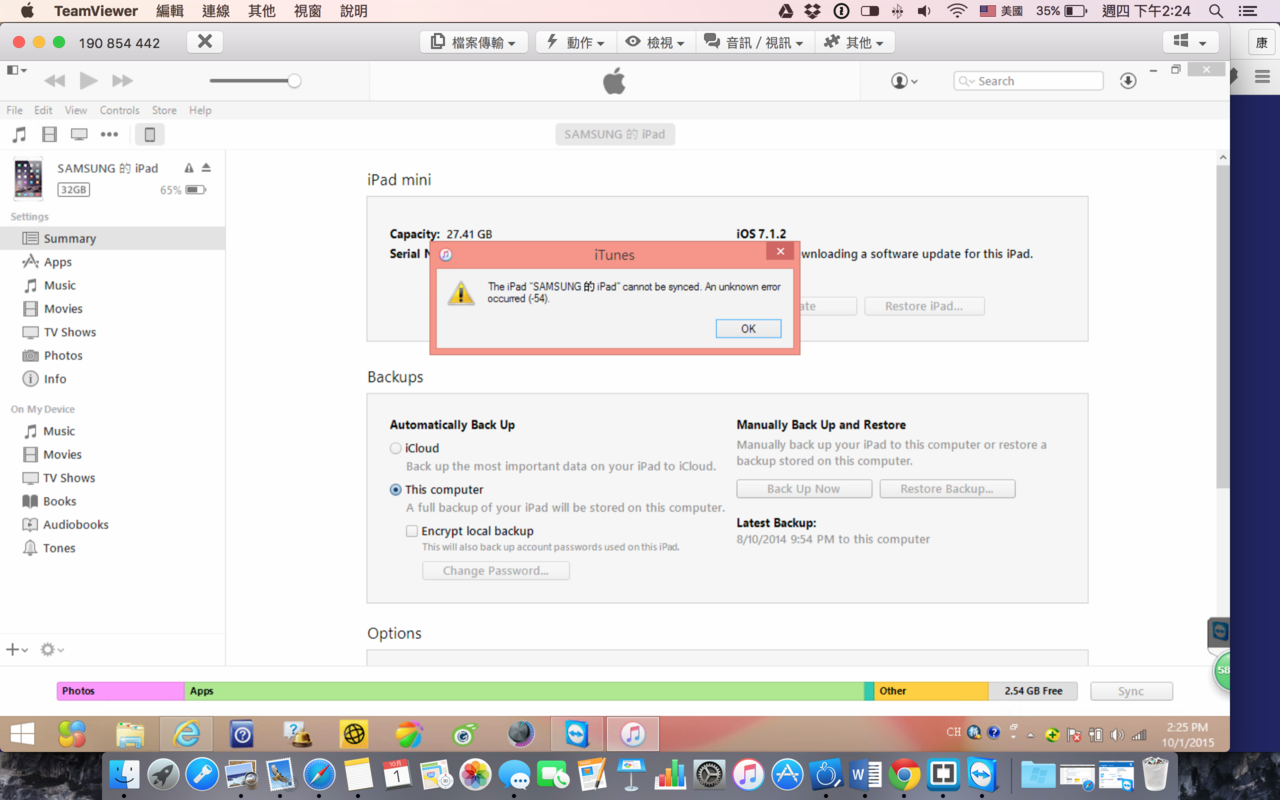 TeamViewer 編輯 連線 其他 視窗 說明 美國 35% 週四 下午2:24
190 854 442 檔案傳輸 動作 檢視 音訊 / 視訊 其他 康
Search
File Edit View Controls Store Help
SAMSUNG 的 iPad
SAMSUNG 的 iPad
32GB 65%
Settings
Summary
Apps
Music
Movies
TV Shows
Photos
Info
On My Device
Music
Movies
TV Shows
Books
Audiobooks
Tones
iPad mini
Capacity: 27.41 GB
Serial
iOS 7.1.2
wnloading a software update for this iPad.
ate Restore iPad...
iTunes
The iPad "SAMSUNG 的 iPad" cannot be synced. An unknown error
occurred (-54).
OK
Backups
Automatically Back Up
iCloud
Back up the most important data on your iPad to iCloud.
This computer
A full backup of your iPad will be stored on this computer.
Encrypt local backup
This will also back up account passwords used on this iPad.
Change Password...
Manually Back Up and Restore
Manually back up your iPad to this computer or restore a
backup stored on this computer.
Back Up Now Restore Backup...
Latest Backup:
8/10/2014 9:54 PM to this computer
Options
58
Photos Apps Other 2.54 GB Free Sync
CH 2:25 PM
10/1/2015
10月
1